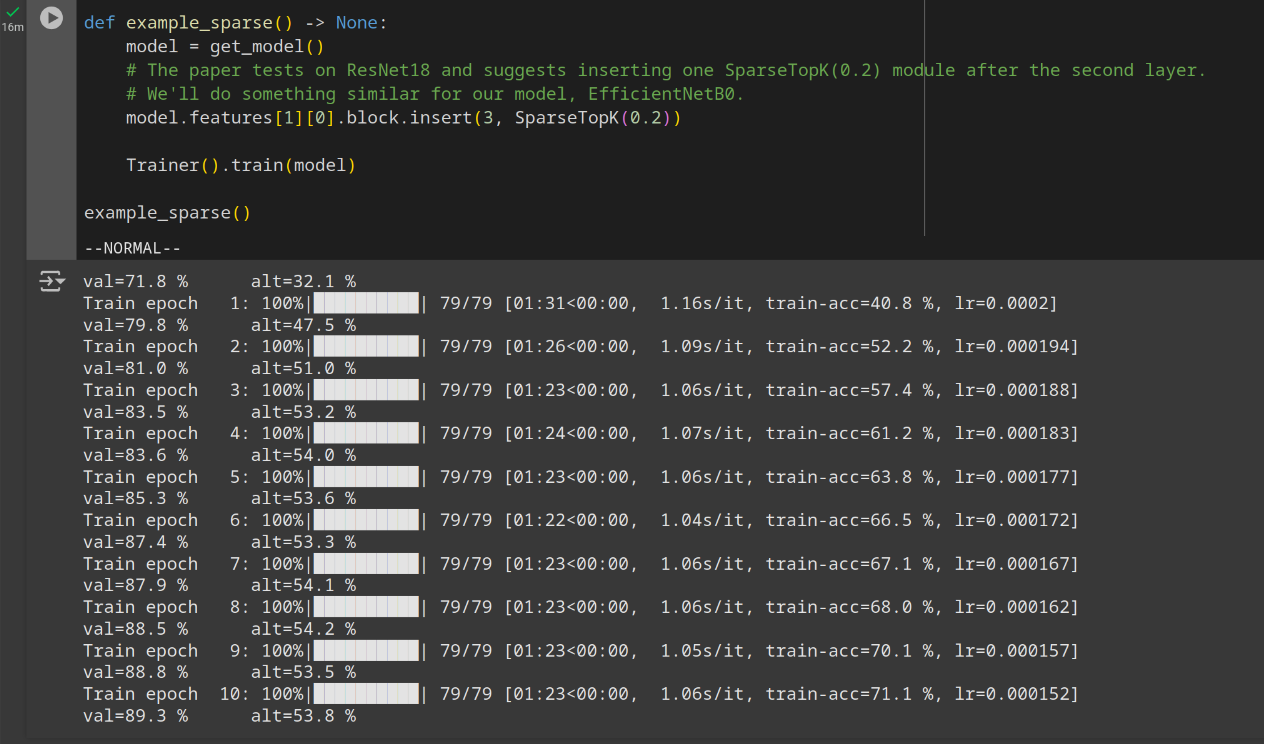 16m
def example_sparse() -> None:
    model = get_model()
    # The paper tests on ResNet18 and suggests inserting one SparseTopK(0.2) module after the second layer.
    # We'll do something similar for our model, EfficientNetB0.
    model.features[1][0].block.insert(3, SparseTopK(0.2))
    Trainer().train(model)
example_sparse()
--NORMAL--
val=71.8 %      alt=32.1 %
Train epoch   1: 100%|██████████| 79/79 [01:31<00:00,  1.16s/it, train-acc=40.8 %, lr=0.0002]
val=79.8 %      alt=47.5 %
Train epoch   2: 100%|██████████| 79/79 [01:26<00:00,  1.09s/it, train-acc=52.2 %, lr=0.000194]
val=81.0 %      alt=51.0 %
Train epoch   3: 100%|██████████| 79/79 [01:23<00:00,  1.06s/it, train-acc=57.4 %, lr=0.000188]
val=83.5 %      alt=53.2 %
Train epoch   4: 100%|██████████| 79/79 [01:24<00:00,  1.07s/it, train-acc=61.2 %, lr=0.000183]
val=83.6 %      alt=54.0 %
Train epoch   5: 100%|██████████| 79/79 [01:23<00:00,  1.06s/it, train-acc=63.8 %, lr=0.000177]
val=85.3 %      alt=53.6 %
Train epoch   6: 100%|██████████| 79/79 [01:22<00:00,  1.04s/it, train-acc=66.5 %, lr=0.000172]
val=87.4 %      alt=53.3 %
Train epoch   7: 100%|██████████| 79/79 [01:23<00:00,  1.06s/it, train-acc=67.1 %, lr=0.000167]
val=87.9 %      alt=54.1 %
Train epoch   8: 100%|██████████| 79/79 [01:23<00:00,  1.06s/it, train-acc=68.0 %, lr=0.000162]
val=88.5 %      alt=54.2 %
Train epoch   9: 100%|██████████| 79/79 [01:23<00:00,  1.05s/it, train-acc=70.1 %, lr=0.000157]
val=88.8 %      alt=53.5 %
Train epoch  10: 100%|██████████| 79/79 [01:23<00:00,  1.06s/it, train-acc=71.1 %, lr=0.000152]
val=89.3 %      alt=53.8 %